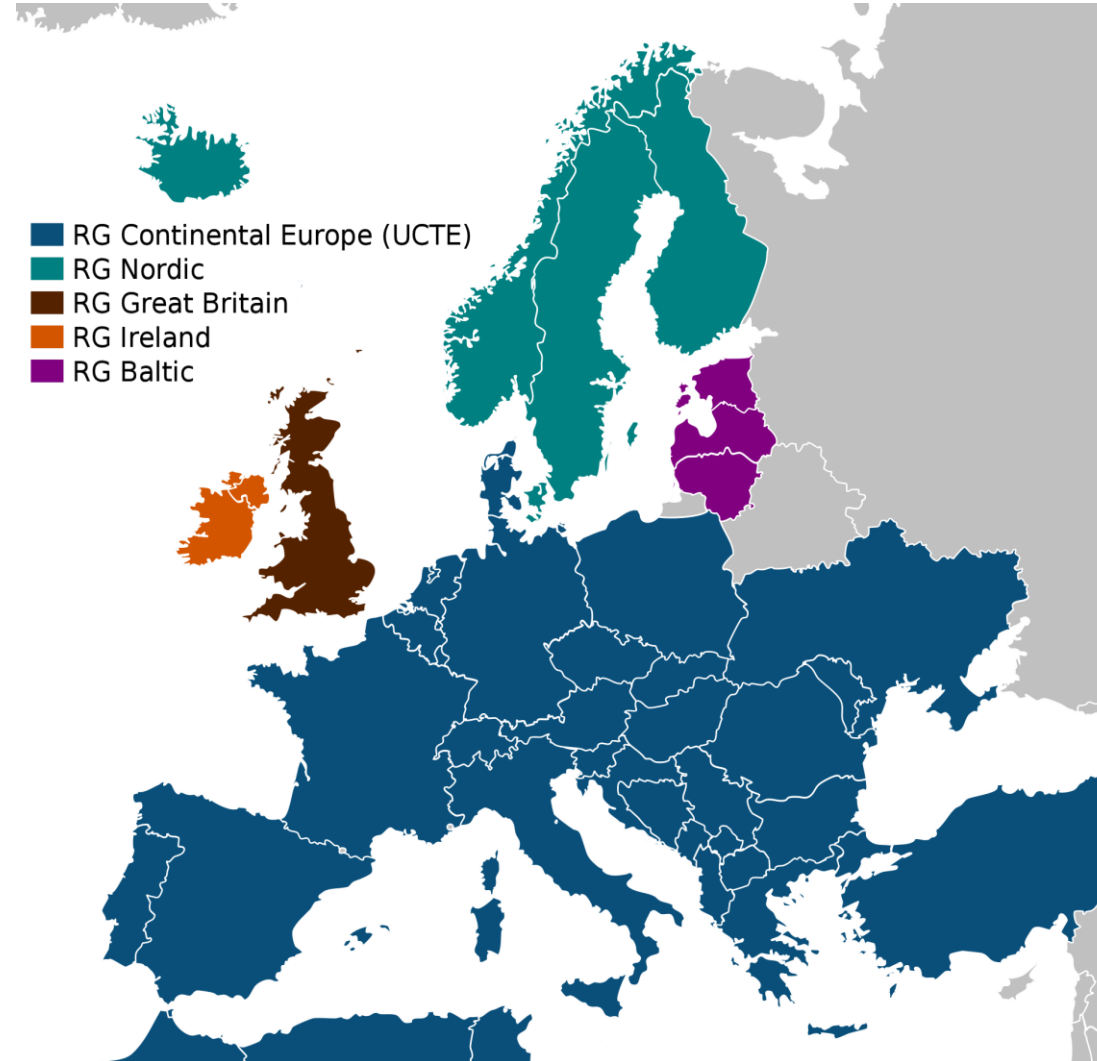 RG Continental Europe (UCTE)
RG Nordic
RG Great Britain
RG Ireland
RG Baltic